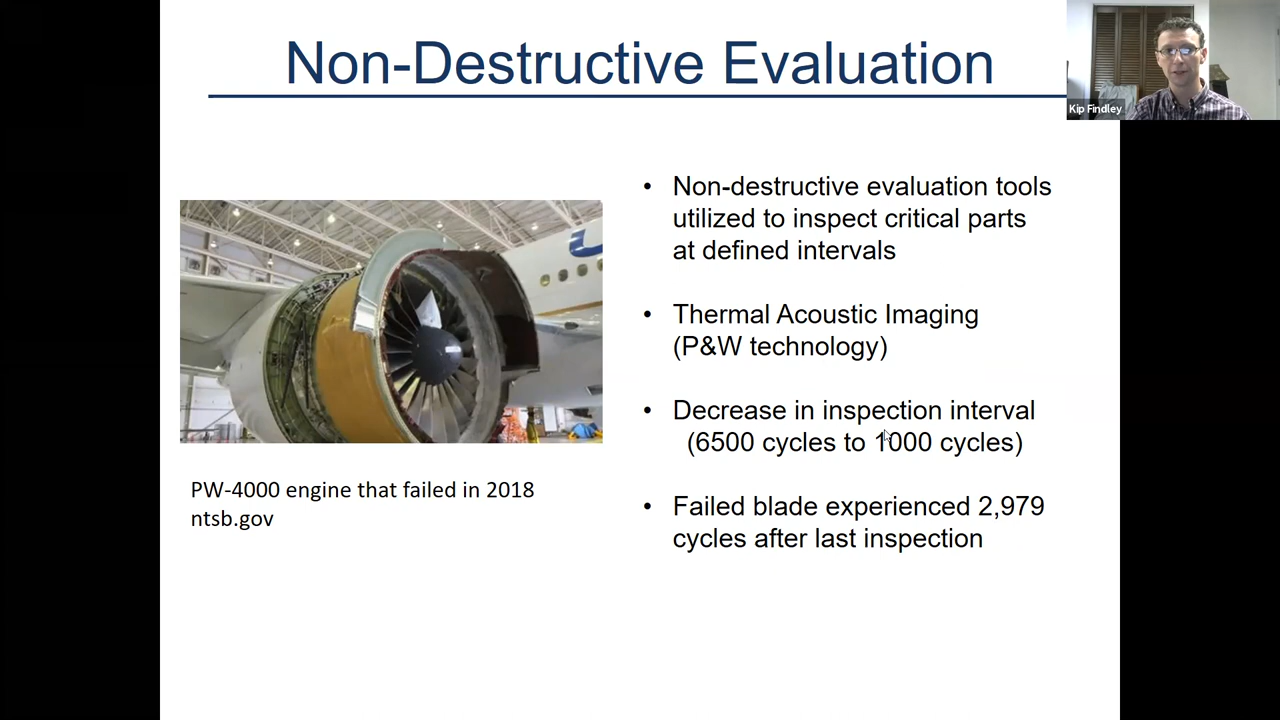 Non-Destructive Evaluation
Kip Findley
• Non-destructive evaluation tools
utilized to inspect critical parts
at defined intervals
• Thermal Acoustic Imaging
(P&W technology)
• Decrease in inspection interval
(6500 cycles to 1000 cycles)
• Failed blade experienced 2,979
cycles after last inspection
PW-4000 engine that failed in 2018
ntsb.gov